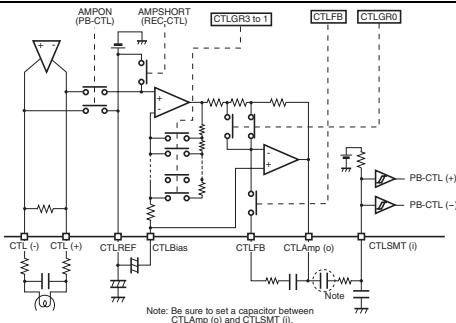 AMPON
(PB-CTL)
AMPSHORT
(REC-CTL)
CTLGR3 to 1
CTLFB
CTLGR0
+ -
+
-
-
+
PB-CTL (+)
PB-CTL (−)
CTL (-)
CTL (+)
CTLREF
CTLBias
CTLFB
CTLAmp (o)
CTLSMT (i)
Note
Note: Be sure to set a capacitor between
CTLAmp (o) and CTLSMT (i).